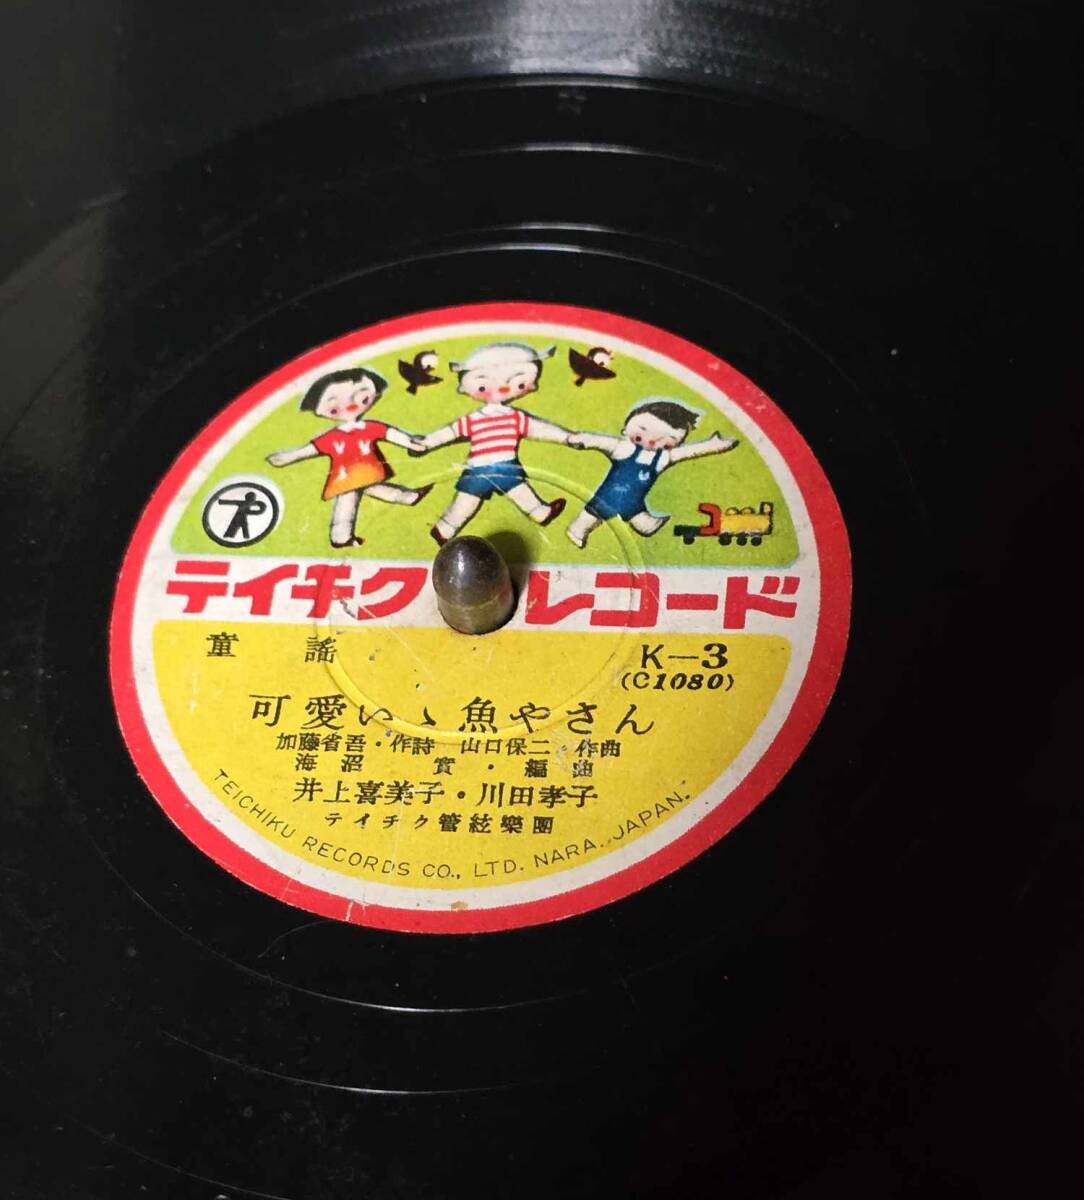 テイチクレコード
童謡
K-3
(C1080)
可愛いゝ魚やさん
加藤省吾・作詩 山口保二・作曲
海沼 實・編曲
井上喜美子・川田孝子
テイチク管絃樂團
TEICHIKU RECORDS CO., LTD. NARA, JAPAN.